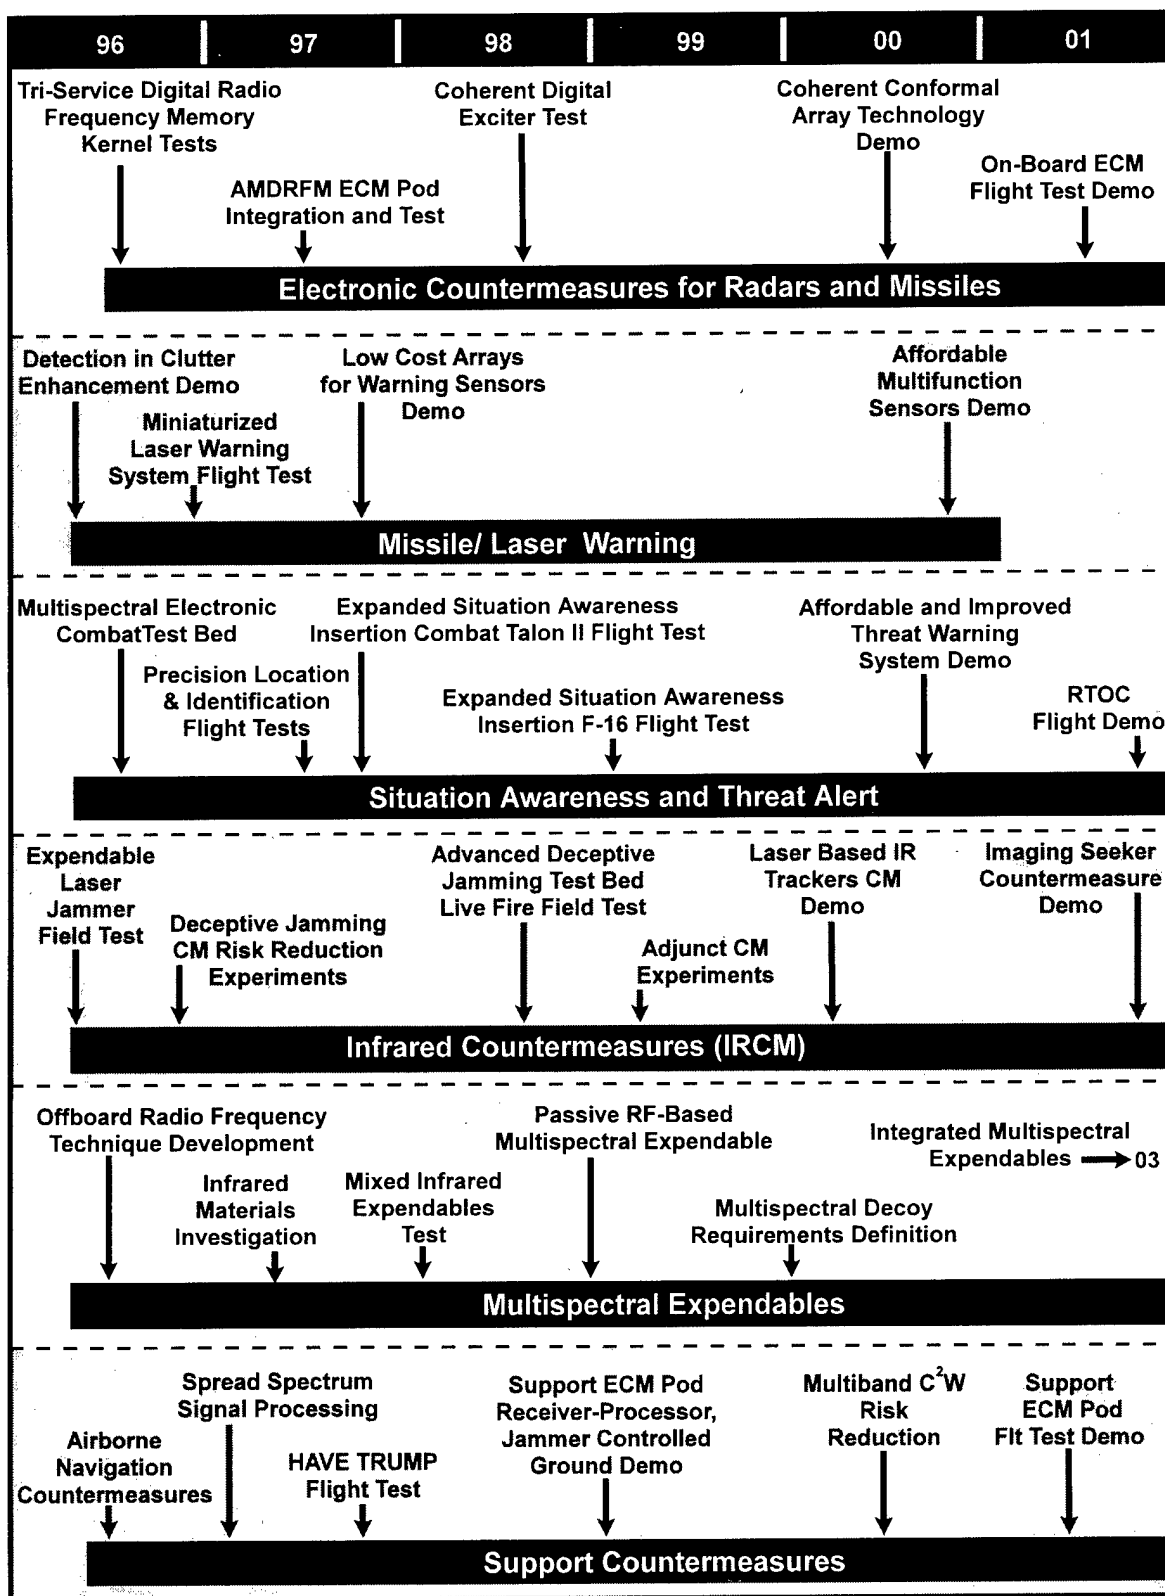 96 97 98 99 00 01
Tri-Service Digital Radio
Frequency Memory
Kernel Tests
AMDRFM ECM Pod
Integration and Test
Coherent Digital
Exciter Test
Coherent Conformal
Array Technology
Demo
On-Board ECM
Flight Test Demo
Electronic Countermeasures for Radars and Missiles
Detection in Clutter
Enhancement Demo
Miniaturized
Laser Warning
System Flight Test
Low Cost Arrays
for Warning Sensors
Demo
Affordable
Multifunction
Sensors Demo
Missile/ Laser Warning
Multispectral Electronic
CombatTest Bed
Precision Location
& Identification
Flight Tests
Expanded Situation Awareness
Insertion Combat Talon II Flight Test
Expanded Situation Awareness
Insertion F-16 Flight Test
Affordable and Improved
Threat Warning
System Demo
RTOC
Flight Demo
Situation Awareness and Threat Alert
Expendable
Laser
Jammer
Field Test
Deceptive Jamming
CM Risk Reduction
Experiments
Advanced Deceptive
Jamming Test Bed
Live Fire Field Test
Adjunct CM
Experiments
Laser Based IR
Trackers CM
Demo
Imaging Seeker
Countermeasure
Demo
Infrared Countermeasures (IRCM)
Offboard Radio Frequency
Technique Development
Infrared
Materials
Investigation
Mixed Infrared
Expendables
Test
Passive RF-Based
Multispectral Expendable
Multispectral Decoy
Requirements Definition
Integrated Multispectral
Expendables → 03
Multispectral Expendables
Airborne
Navigation
Countermeasures
Spread Spectrum
Signal Processing
HAVE TRUMP
Flight Test
Support ECM Pod
Receiver-Processor,
Jammer Controlled
Ground Demo
Multiband C²W
Risk
Reduction
Support
ECM Pod
Flt Test Demo
Support Countermeasures